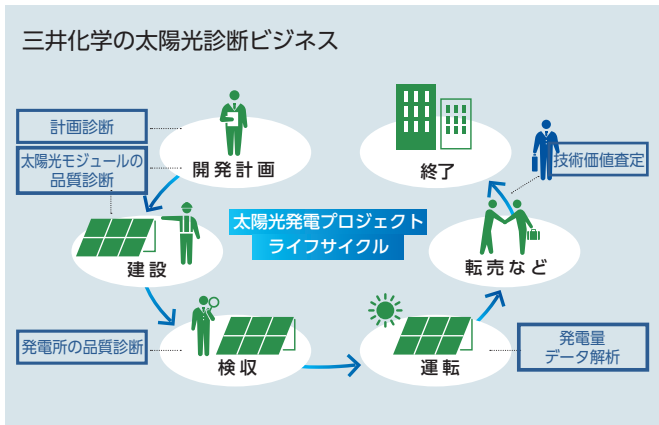 三井化学の太陽光診断ビジネス
計画診断
太陽光モジュールの
品質診断
開発計画
終了
技術価値査定
太陽光発電プロジェクト
ライフサイクル
建設
転売など
発電所の品質診断
検収
運転
発電量
データ解析